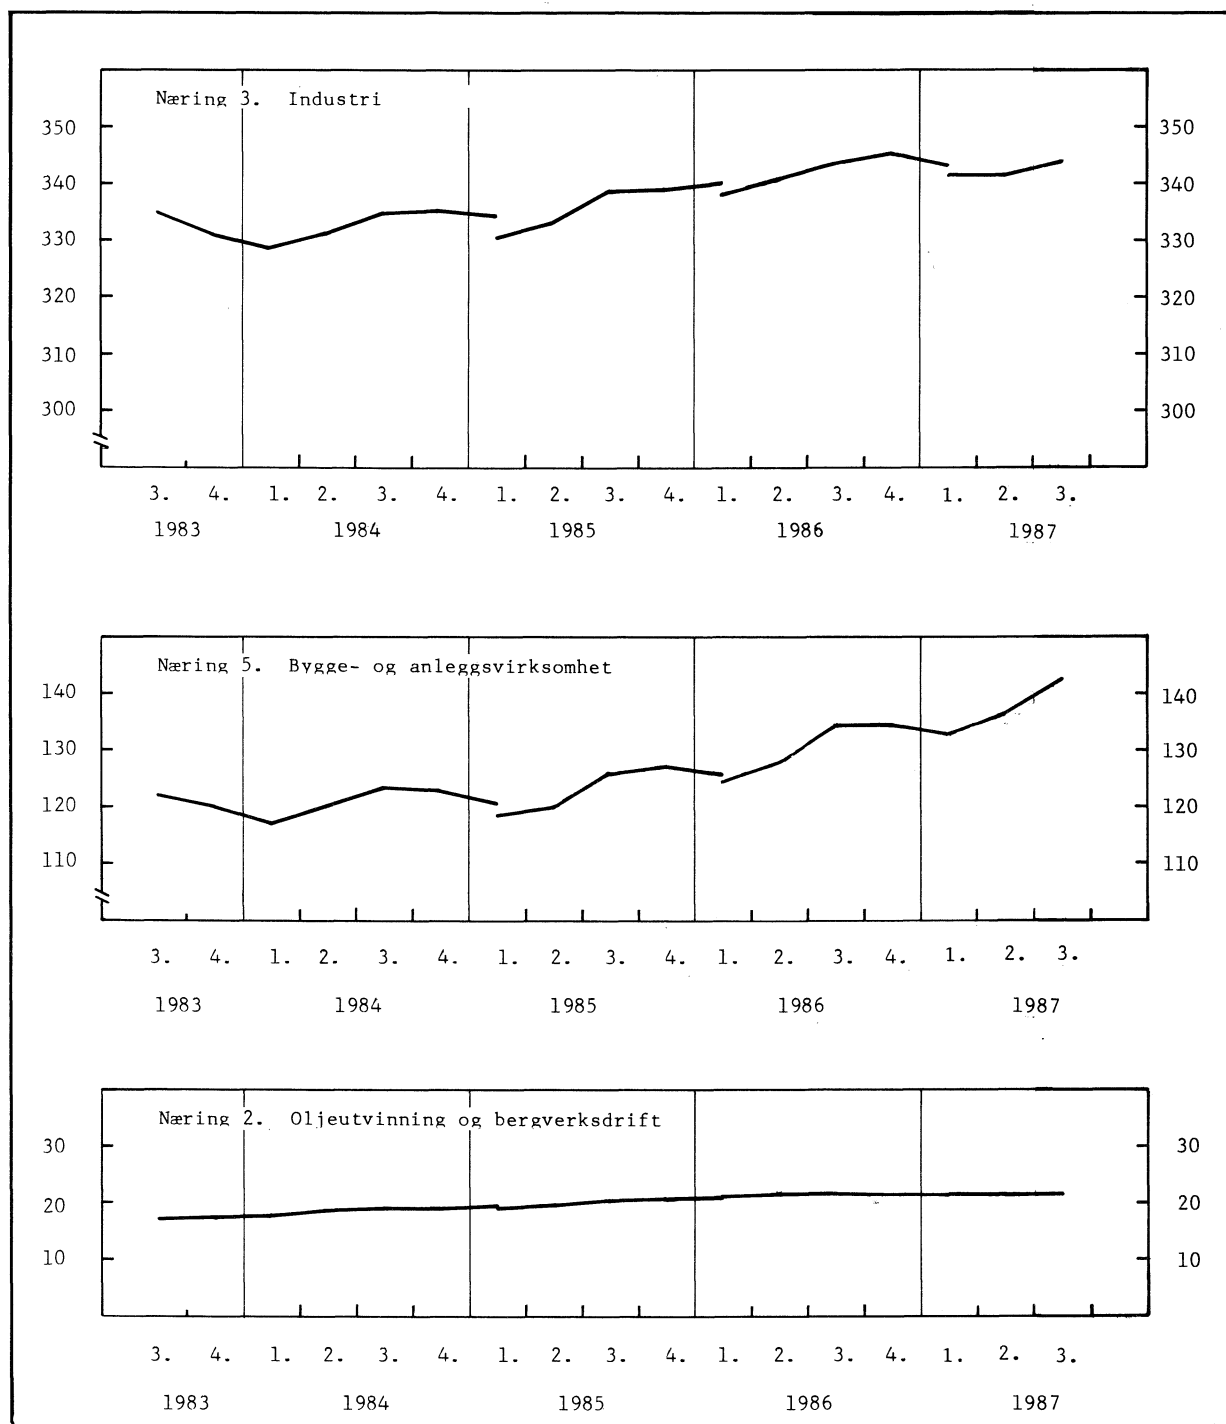 Næring 3. Industri
350 350
340 340
330 330
320 320
310 310
300 300
3. 4. 1. 2. 3. 4. 1. 2. 3. 4. 1. 2. 3. 4. 1. 2. 3.
1983 1984 1985 1986 1987
Næring 5. Bygge- og anleggsvirksomhet
140 140
130 130
120 120
110 110
3. 4. 1. 2. 3. 4. 1. 2. 3. 4. 1. 2. 3. 4. 1. 2. 3.
1983 1984 1985 1986 1987
Næring 2. Oljeutvinning og bergverksdrift
30 30
20 20
10 10
3. 4. 1. 2. 3. 4. 1. 2. 3. 4. 1. 2. 3. 4. 1. 2. 3.
1983 1984 1985 1986 1987